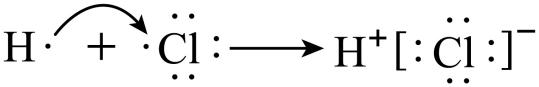 H· + ·Cl: ⟶ H⁺[:Cl:]⁻